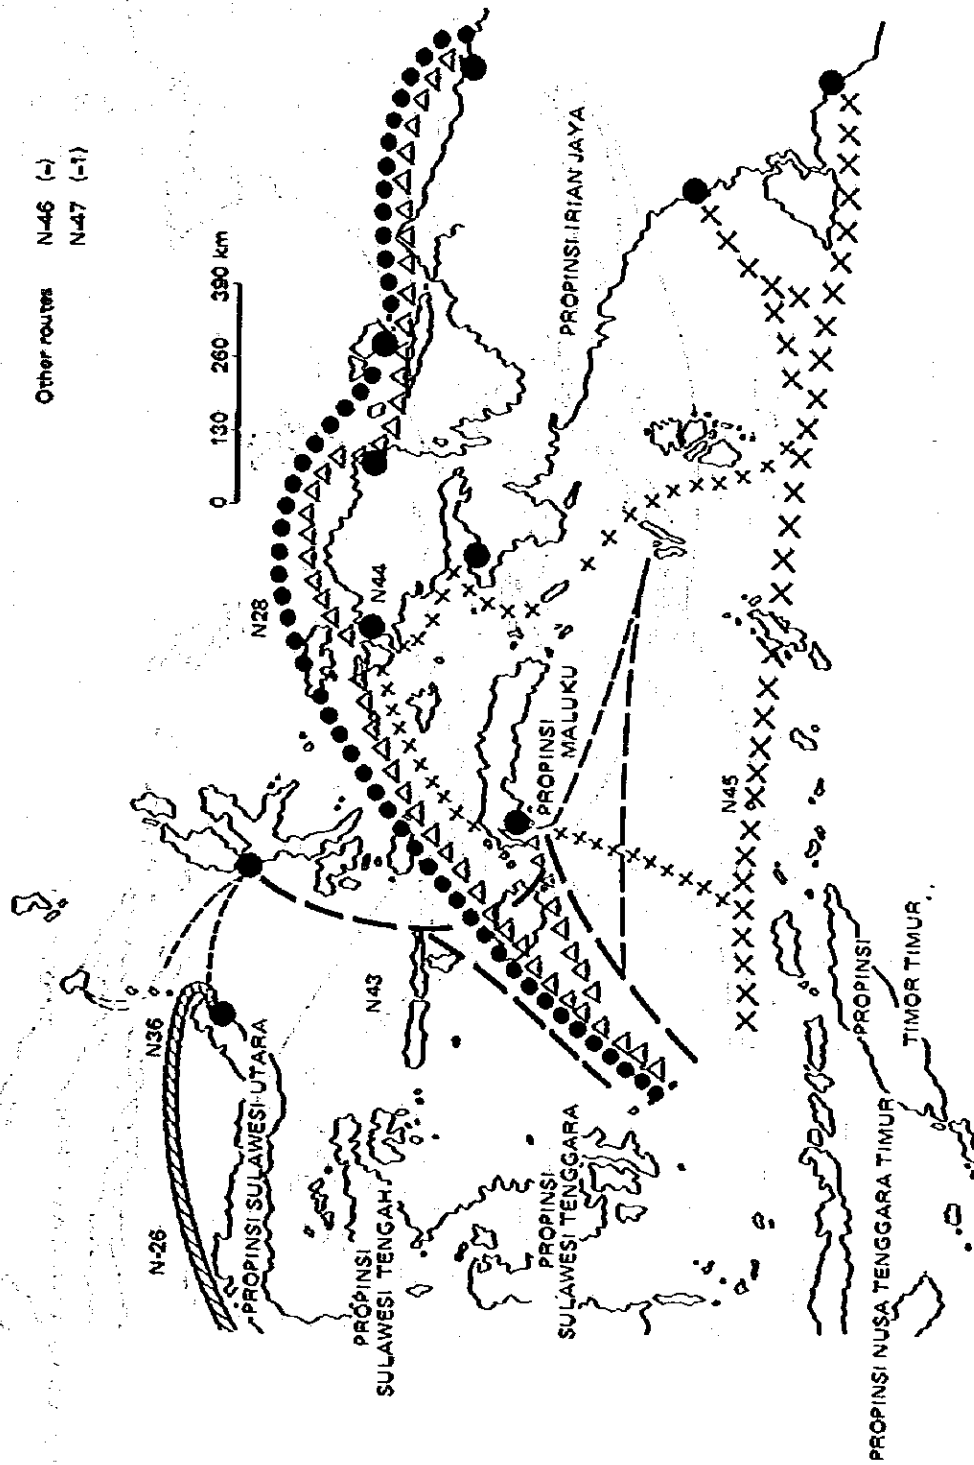 Other routes N-46 (-)
N-47 (-1)
0 130 260 390 km
N-26
N36
N28
N43
N44
N45
PROPINSI SULAWESI UTARA
PROPINSI
SULAWESI TENGAH
PROPINSI
SULAWESI TENGGARA
PROPINSI
MALUKU
PROPINSI IRIAN JAYA
PROPINSI NUSA TENGGARA TIMUR
PROPINSI
TIMOR TIMUR